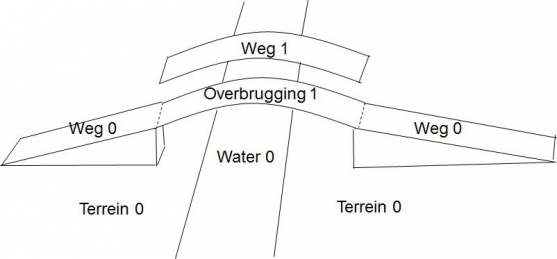 Weg 1
Overbrugging 1
Weg 0
Weg 0
Water 0
Terrein 0
Terrein 0